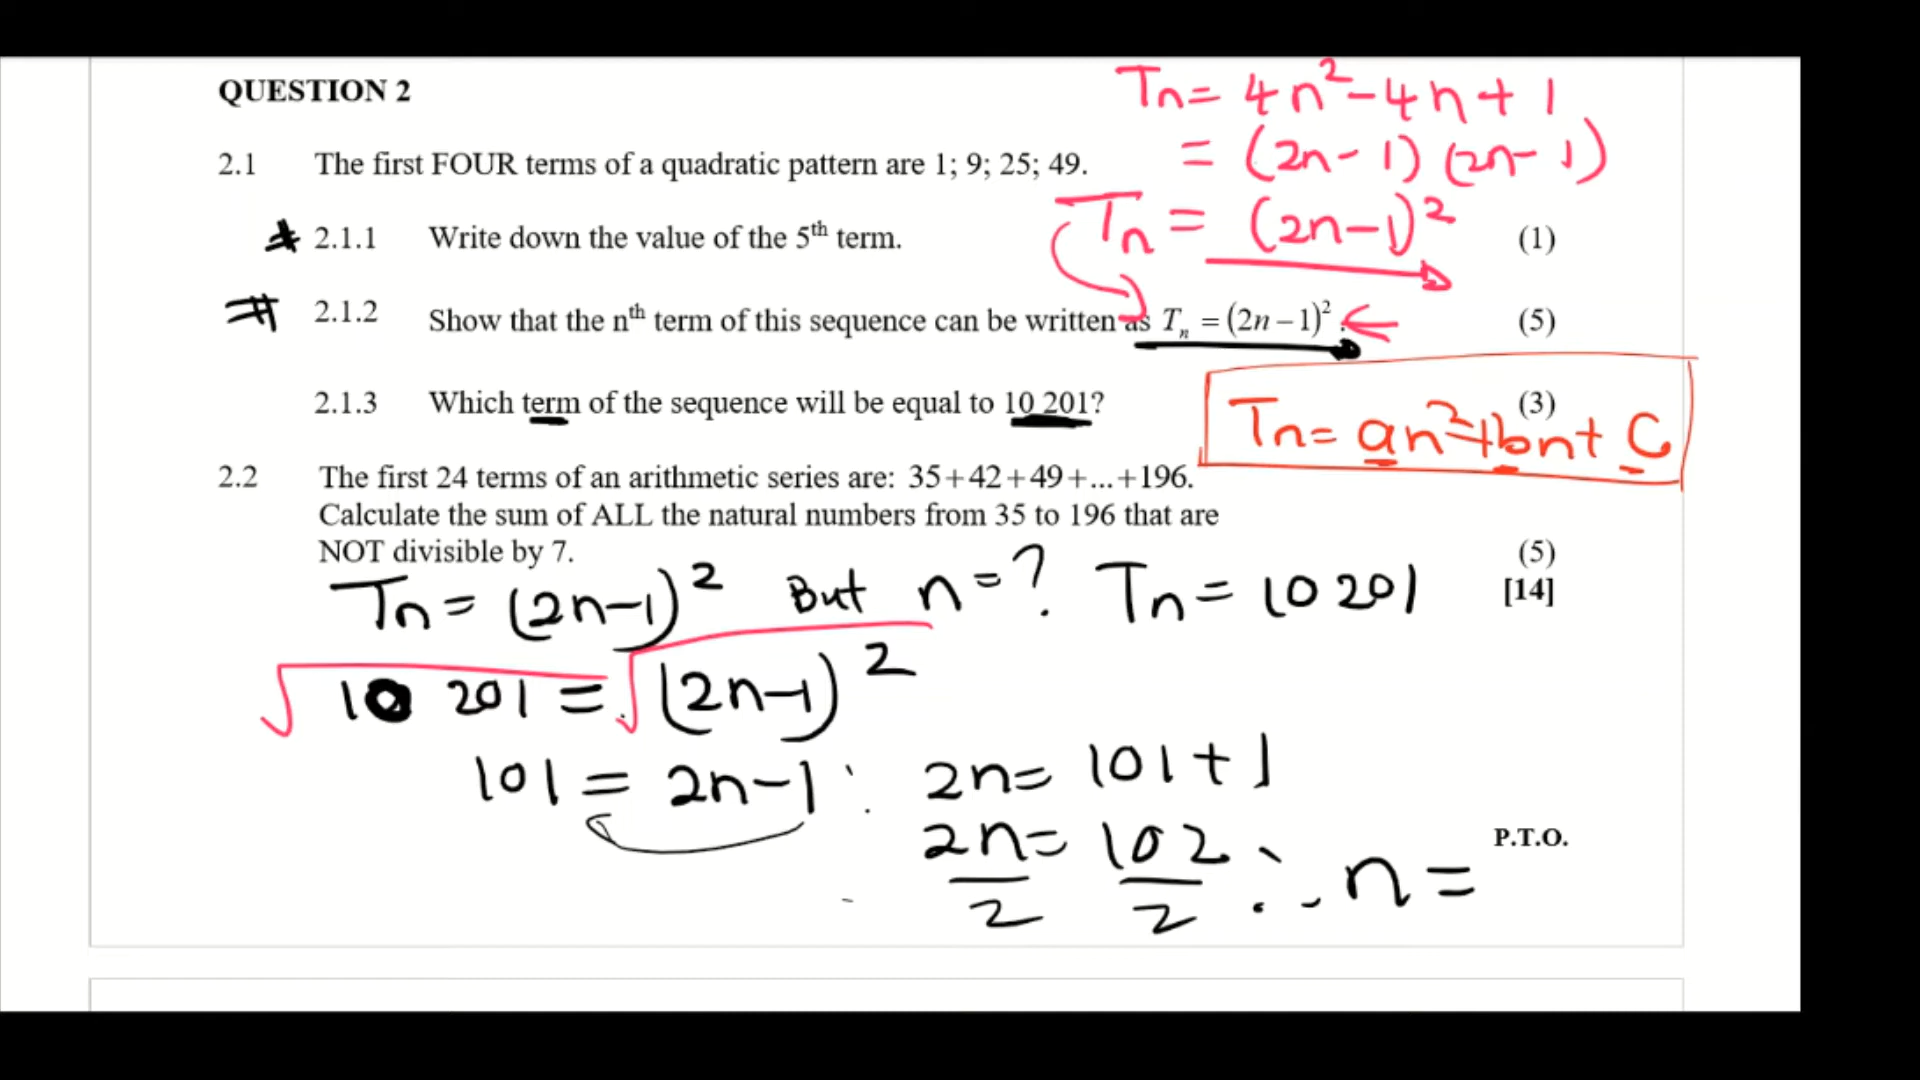 QUESTION 2
Tn = 4n² - 4n + 1
= (2n - 1) (2n - 1)
Tn = (2n-1)²
2.1 The first FOUR terms of a quadratic pattern are 1; 9; 25; 49.
2.1.1 Write down the value of the 5th term. (1)
2.1.2 Show that the nth term of this sequence can be written as Tn = (2n – 1)². (5)
2.1.3 Which term of the sequence will be equal to 10 201? (3)
Tn = an² + bn + C
2.2 The first 24 terms of an arithmetic series are: 35+42+49+...+196.
Calculate the sum of ALL the natural numbers from 35 to 196 that are
NOT divisible by 7. (5)
[14]
Tn = (2n-1)² But n = ? Tn = 10 201
√10 201 = √(2n-1)²
101 = 2n-1 : 2n = 101 + 1
2n/2 = 102/2 ∴ n =
P.T.O.